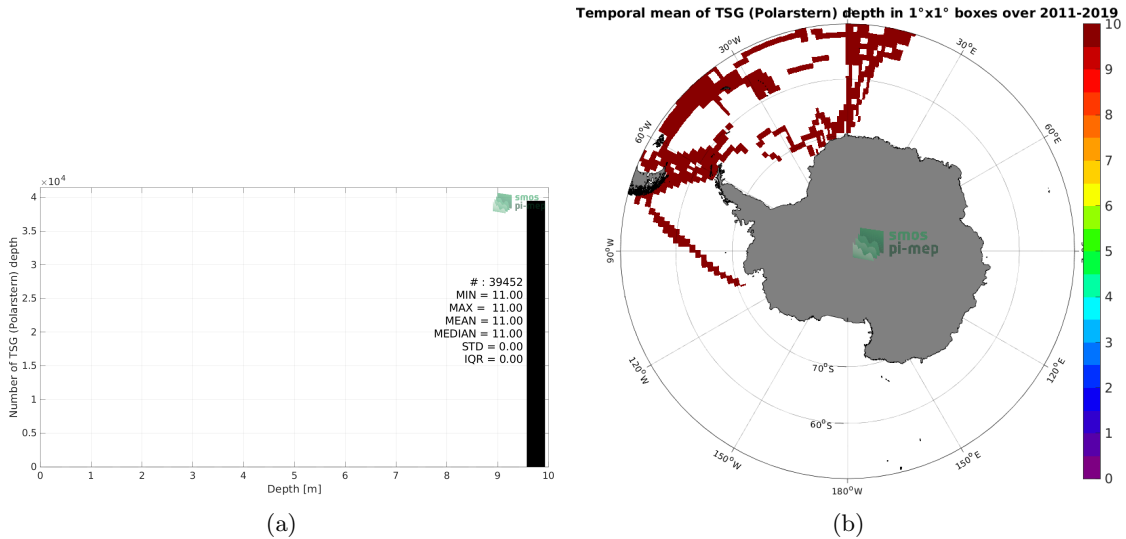 ×10⁴
4
3.5
3
2.5
2
1.5
1
0.5
0
Number of TSG (Polarstern) depth
smos
pi-mep
# : 39452
MIN = 11.00
MAX = 11.00
MEAN = 11.00
MEDIAN = 11.00
STD = 0.00
IQR = 0.00
0 1 2 3 4 5 6 7 8 9 10
Depth [m]
(a)
Temporal mean of TSG (Polarstern) depth in 1°x1° boxes over 2011-2019
30°W
30°E
60°W
60°E
90°W
120°W
120°E
150°W
150°E
180°W
70°S
60°S
smos
pi-mep
10
9
8
7
6
5
4
3
2
1
0
(b)